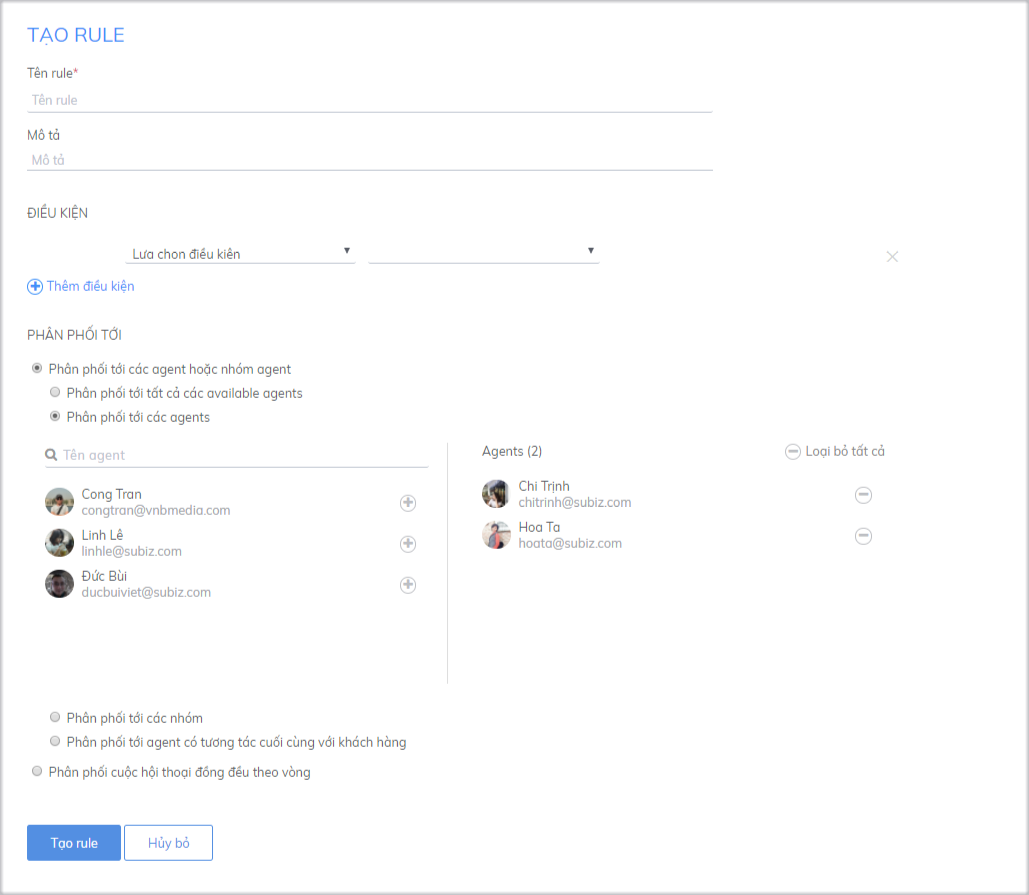 TẠO RULE
Tên rule*
Tên rule
Mô tả
Mô tả
ĐIỀU KIỆN
Lưa chon điều kiên
Thêm điều kiện
PHÂN PHỐI TỚI
Phân phối tới các agent hoặc nhóm agent
Phân phối tới tất cả các available agents
Phân phối tới các agents
Tên agent
Cong Tran
congtran@vnbmedia.com
Linh Lê
linhle@subiz.com
Đức Bùi
ducbuiviet@subiz.com
Agents (2)
Loại bỏ tất cả
Chi Trịnh
chitrinh@subiz.com
Hoa Ta
hoata@subiz.com
Phân phối tới các nhóm
Phân phối tới agent có tương tác cuối cùng với khách hàng
Phân phối cuộc hội thoại đồng đều theo vòng
Tạo rule
Hủy bỏ